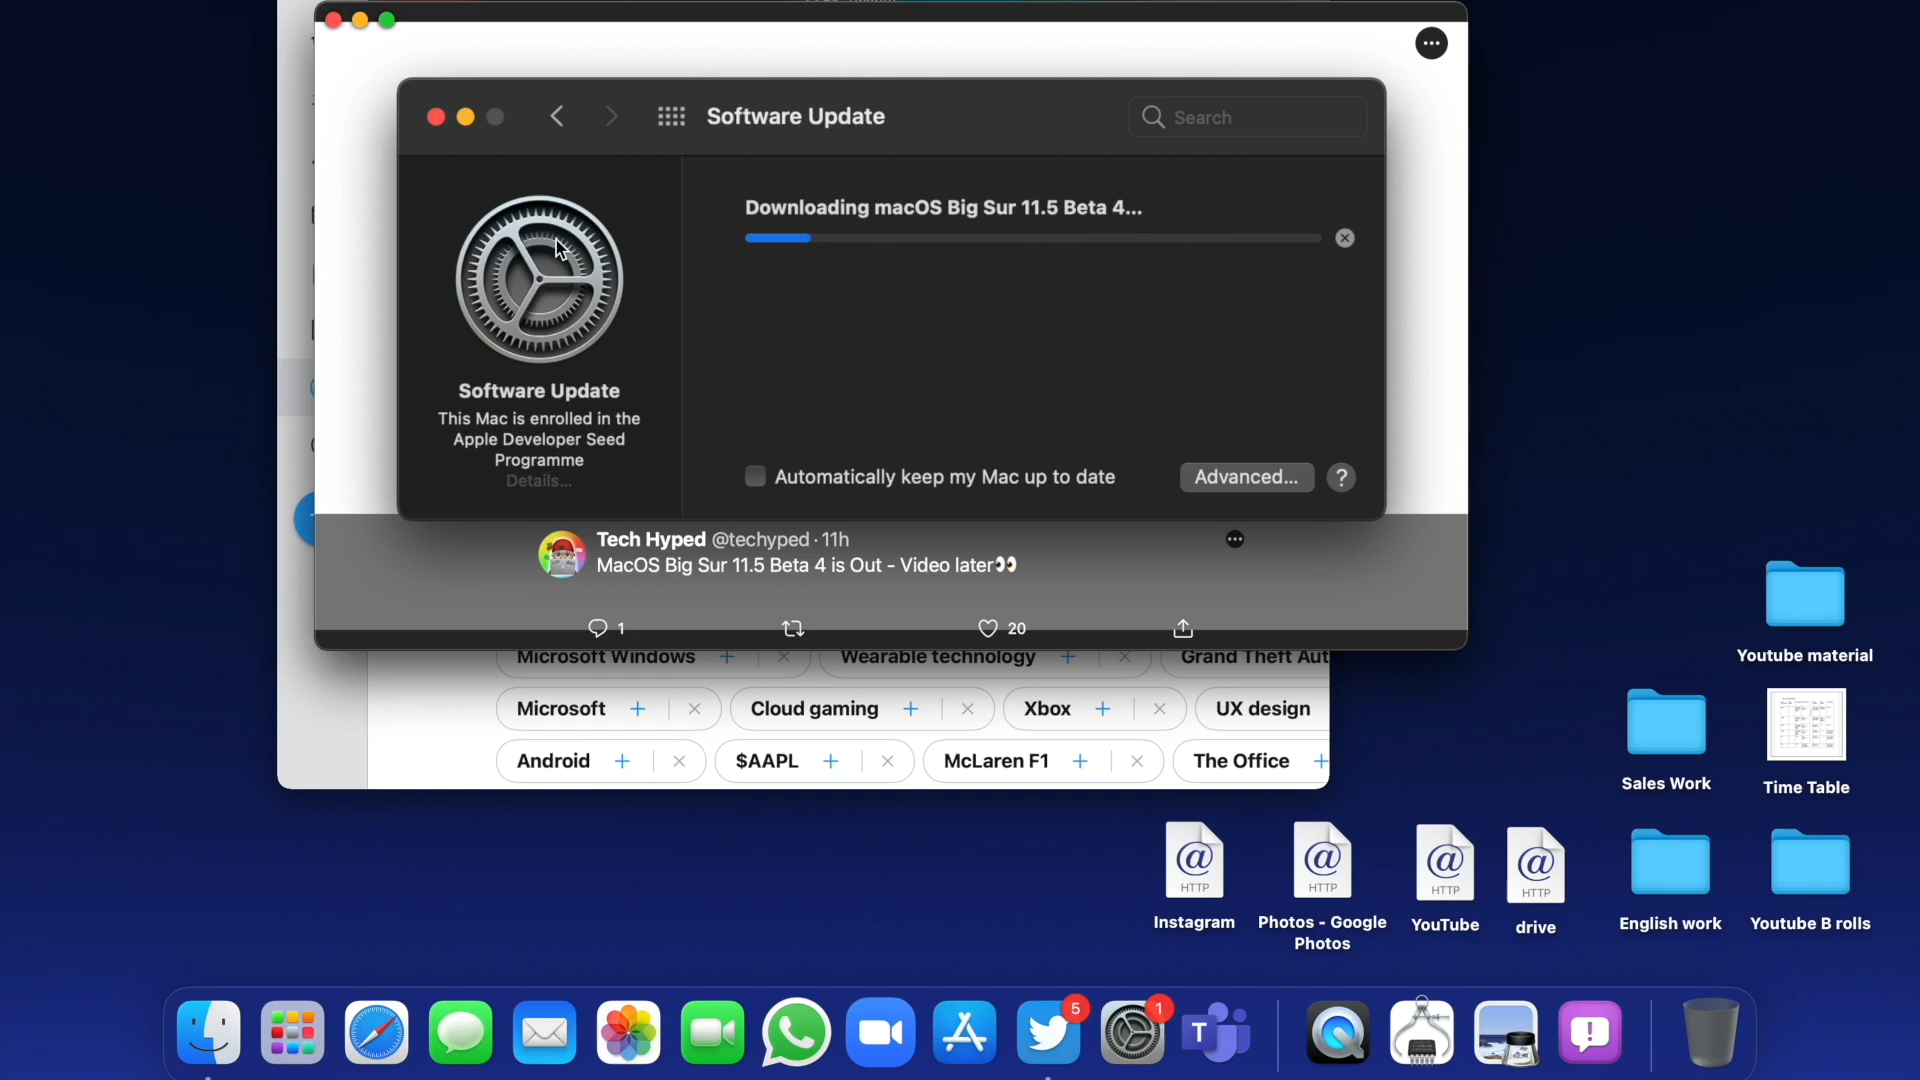 Software Update
Search
Downloading macOS Big Sur 11.5 Beta 4...
Software Update
This Mac is enrolled in the
Apple Developer Seed
Programme
Details...
Automatically keep my Mac up to date
Advanced...
?
Tech Hyped @techyped · 11h
MacOS Big Sur 11.5 Beta 4 is Out - Video later👀
1
20
Microsoft Windows
Wearable technology
Grand Theft Aut
Microsoft
Cloud gaming
Xbox
UX design
Android
$AAPL
McLaren F1
The Office
Youtube material
Sales Work
Time Table
HTTP
HTTP
HTTP
HTTP
Instagram
Photos - Google
Photos
YouTube
drive
English work
Youtube B rolls
5
1
T